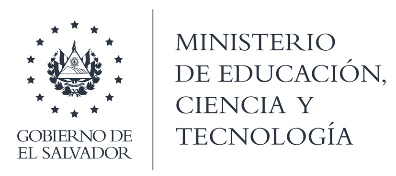 GOBIERNO DE
EL SALVADOR
MINISTERIO
DE EDUCACIÓN,
CIENCIA Y
TECNOLOGÍA